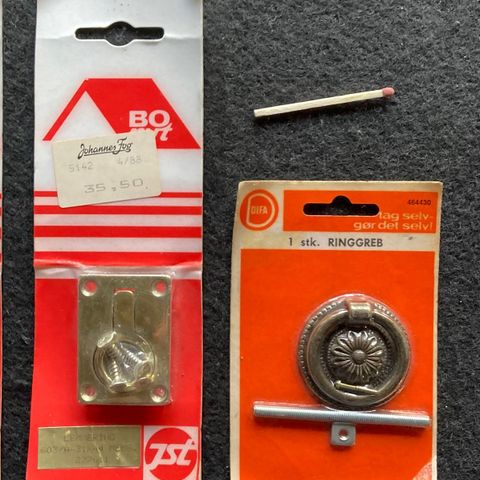 BO
nyt
Johannes Fog
5142 4/88
35,50
JST
DIFA
464430
tag selv-
gør det selv!
1 stk. RINGGREB